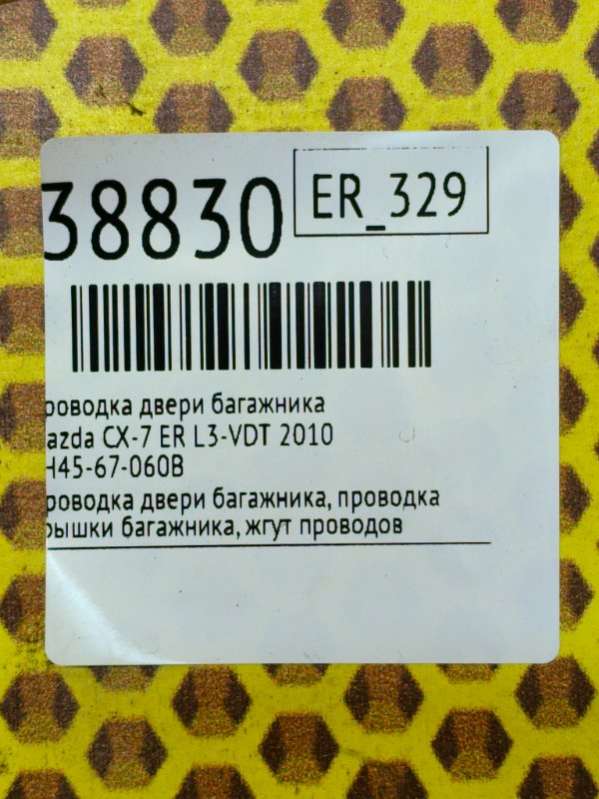 38830
ER_329
роводка двери багажника
azda CX-7 ER L3-VDT 2010
H45-67-060B
роводка двери багажника, проводка
рышки багажника, жгут проводов